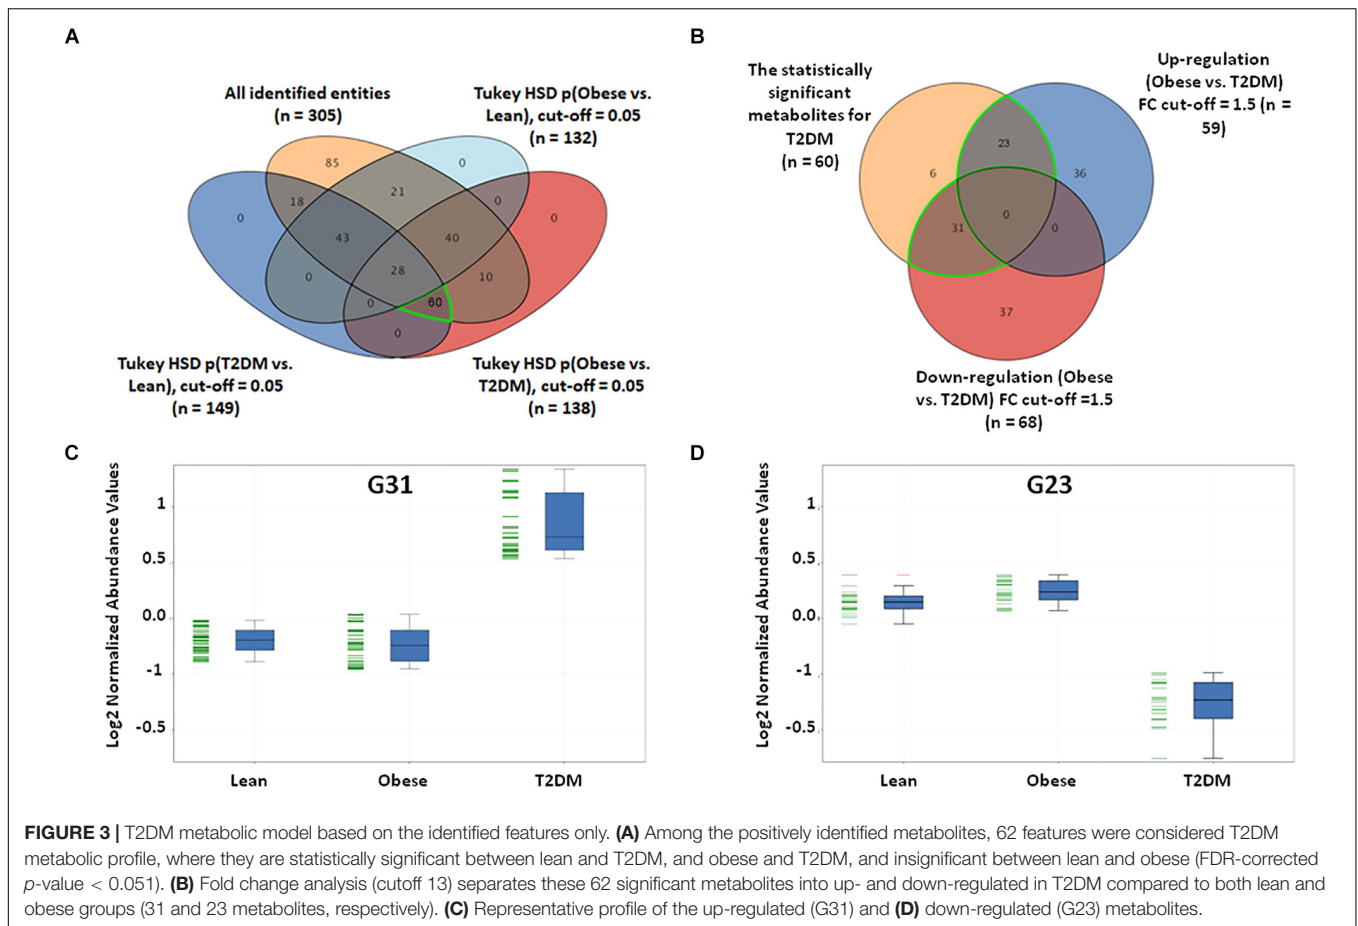 A
All identified entities
(n = 305)
Tukey HSD p(Obese vs.
Lean), cut-off = 0.05
(n = 132)
85
0
18
21
0
0
0
43
40
0
28
10
0
60
0
Tukey HSD p(T2DM vs.
Lean), cut-off = 0.05
(n = 149)
Tukey HSD p(Obese vs.
T2DM), cut-off = 0.05
(n = 138)
B
The statistically
significant
metabolites for
T2DM
(n = 60)
Up-regulation
(Obese vs. T2DM)
FC cut-off = 1.5 (n =
59)
23
6
36
0
31
0
37
Down-regulation (Obese
vs. T2DM) FC cut-off =1.5
(n = 68)
C
Log2 Normalized Abundance Values
G31
1
0.5
0.0
-1
-0.5
Lean
Obese
T2DM
D
Log2 Normalized Abundance Values
G23
1
0.5
0.0
-1
-0.5
Lean
Obese
T2DM
FIGURE 3 | T2DM metabolic model based on the identified features only. (A) Among the positively identified metabolites, 62 features were considered T2DM
metabolic profile, where they are statistically significant between lean and T2DM, and obese and T2DM, and insignificant between lean and obese (FDR-corrected
p-value < 0.051). (B) Fold change analysis (cutoff 13) separates these 62 significant metabolites into up- and down-regulated in T2DM compared to both lean and
obese groups (31 and 23 metabolites, respectively). (C) Representative profile of the up-regulated (G31) and (D) down-regulated (G23) metabolites.